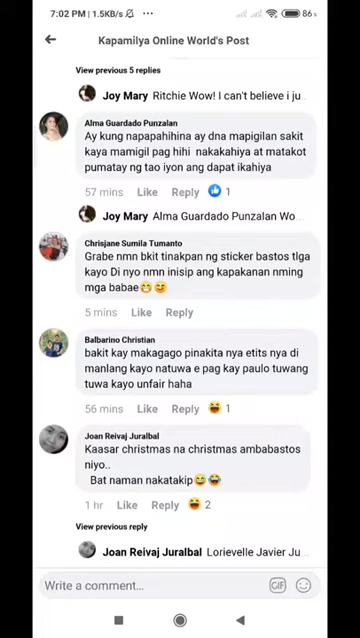 7:02 PM | 1.5KB/s
86
Kapamilya Online World's Post
View previous 5 replies
Joy Mary Ritchie Wow! I can't believe i ju...
Alma Guardado Punzalan
Ay kung napapahihina ay dna mapigilan sakit
kaya mamigil pag hihi nakakahiya at matakot
pumatay ng tao iyon ang dapat ikahiya
57 mins Like Reply 1
Joy Mary Alma Guardado Punzalan Wo...
Chrisjane Sumila Tumanto
Grabe nmn bkit tinakpan ng sticker bastos tlga
kayo Di nyo nmn inisip ang kapakanan nming
mga babae😁😊
5 mins Like Reply
Balbarino Christian
bakit kay makagago pinakita nya etits nya di
manlang kayo natuwa e pag kay paulo tuwang
tuwa kayo unfair haha
56 mins Like Reply 1
Joan Reivaj Juralbal
Kaasar christmas na christmas ambabastos
niyo..
Bat naman nakatakip😅😂
1 hr Like Reply 2
View previous reply
Joan Reivaj Juralbal Lorievelle Javier Ju...
Write a comment...
GIF